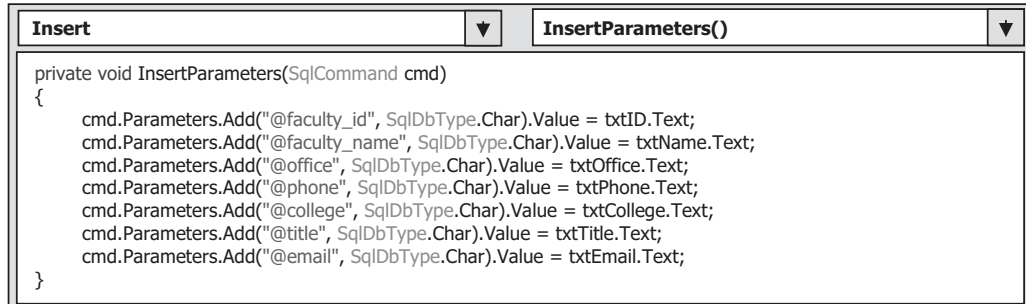 Insert InsertParameters()
private void InsertParameters(SqlCommand cmd)
{
cmd.Parameters.Add("@faculty_id", SqlDbType.Char).Value = txtID.Text;
cmd.Parameters.Add("@faculty_name", SqlDbType.Char).Value = txtName.Text;
cmd.Parameters.Add("@office", SqlDbType.Char).Value = txtOffice.Text;
cmd.Parameters.Add("@phone", SqlDbType.Char).Value = txtPhone.Text;
cmd.Parameters.Add("@college", SqlDbType.Char).Value = txtCollege.Text;
cmd.Parameters.Add("@title", SqlDbType.Char).Value = txtTitle.Text;
cmd.Parameters.Add("@email", SqlDbType.Char).Value = txtEmail.Text;
}